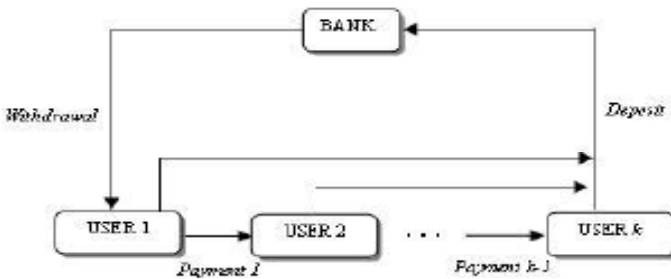 BANK
Withdrawal
Deposit
USER 1
USER 2
. . .
USER k
Payment 1
Payment k-1